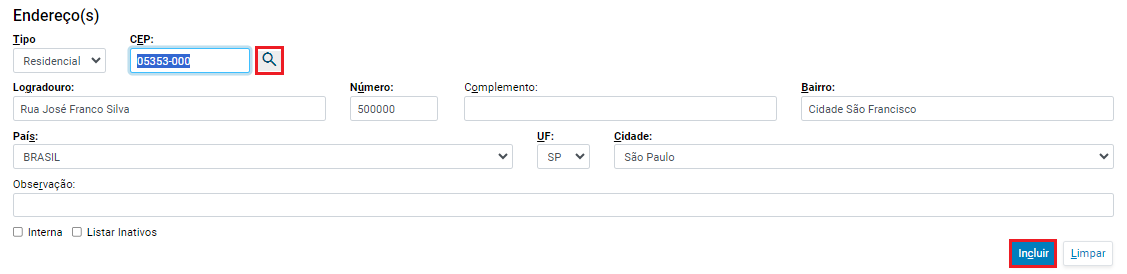 Endereço(s)
Tipo CEP:
Residencial 05353-000
Logradouro: Número: Complemento: Bairro:
Rua José Franco Silva 500000 Cidade São Francisco
País: UF: Cidade:
BRASIL SP São Paulo
Observação:
Interna Listar Inativos
Incluir Limpar